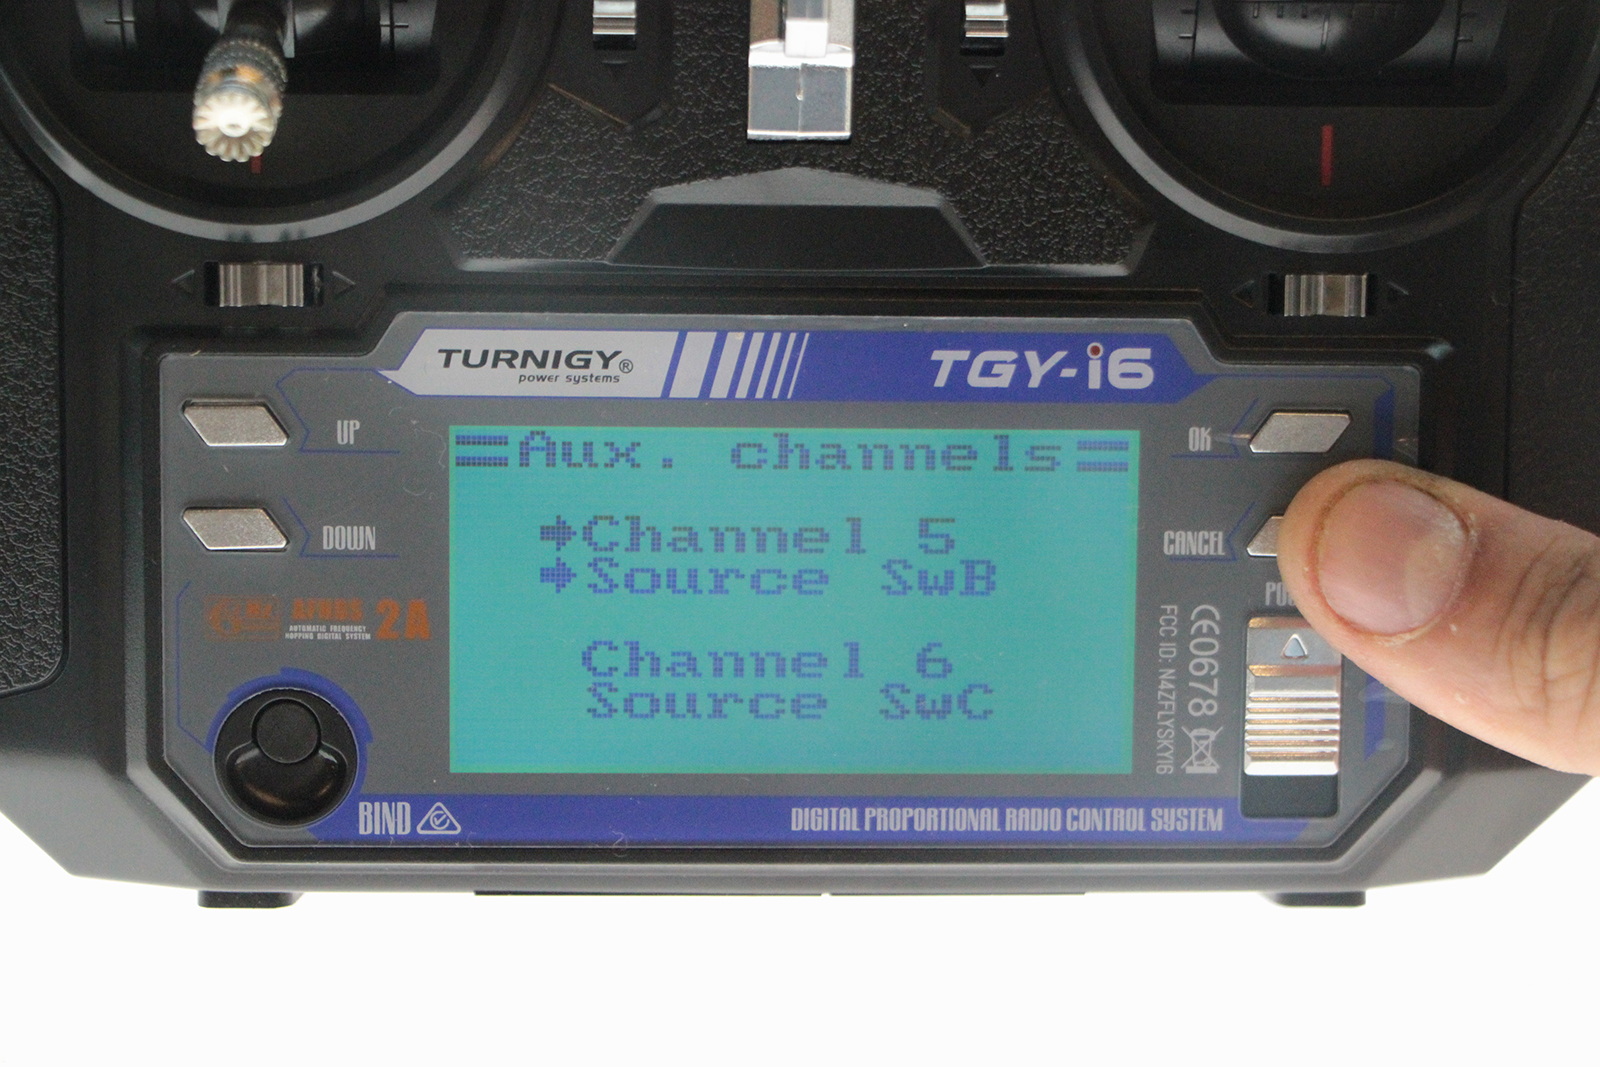 TURNIGY®
power systems
TGY-i6
UP
OK
=Aux. channels=
➔Channel 5
➔Source SwB
DOWN
CANCEL
Channel 6
Source SwC
AFHDS 2A
AUTOMATIC FREQUENCY
HOPPING DIGITAL SYSTEM
CE0678
FCC ID: N4ZFLYSKYI6
BIND
DIGITAL PROPORTIONAL RADIO CONTROL SYSTEM